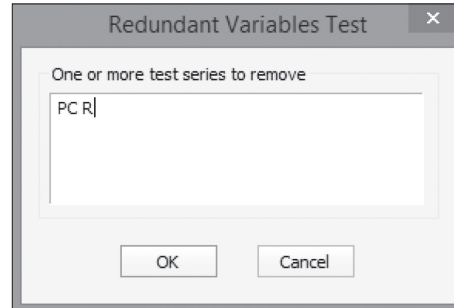 Redundant Variables Test
One or more test series to remove
PC R
OK
Cancel